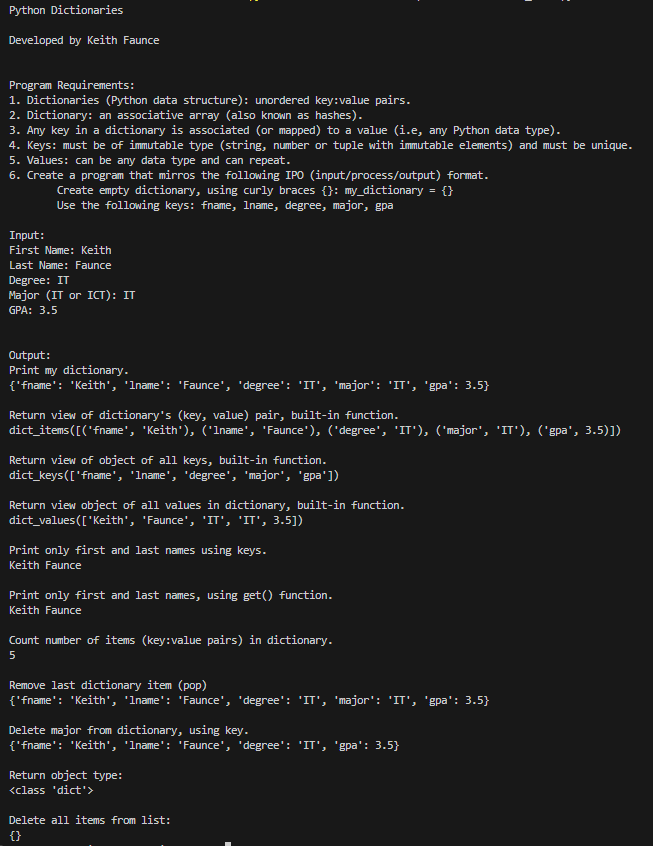 Python Dictionaries
Developed by Keith Faunce
Program Requirements:
1. Dictionaries (Python data structure): unordered key:value pairs.
2. Dictionary: an associative array (also known as hashes).
3. Any key in a dictionary is associated (or mapped) to a value (i.e, any Python data type).
4. Keys: must be of immutable type (string, number or tuple with immutable elements) and must be unique.
5. Values: can be any data type and can repeat.
6. Create a program that mirros the following IPO (input/process/output) format.
Create empty dictionary, using curly braces {}: my_dictionary = {}
Use the following keys: fname, lname, degree, major, gpa
Input:
First Name: Keith
Last Name: Faunce
Degree: IT
Major (IT or ICT): IT
GPA: 3.5
Output:
Print my dictionary.
{'fname': 'Keith', 'lname': 'Faunce', 'degree': 'IT', 'major': 'IT', 'gpa': 3.5}
Return view of dictionary's (key, value) pair, built-in function.
dict_items([('fname', 'Keith'), ('lname', 'Faunce'), ('degree', 'IT'), ('major', 'IT'), ('gpa', 3.5)])
Return view of object of all keys, built-in function.
dict_keys(['fname', 'lname', 'degree', 'major', 'gpa'])
Return view object of all values in dictionary, built-in function.
dict_values(['Keith', 'Faunce', 'IT', 'IT', 3.5])
Print only first and last names using keys.
Keith Faunce
Print only first and last names, using get() function.
Keith Faunce
Count number of items (key:value pairs) in dictionary.
5
Remove last dictionary item (pop)
{'fname': 'Keith', 'lname': 'Faunce', 'degree': 'IT', 'major': 'IT', 'gpa': 3.5}
Delete major from dictionary, using key.
{'fname': 'Keith', 'lname': 'Faunce', 'degree': 'IT', 'gpa': 3.5}
Return object type:
<class 'dict'>
Delete all items from list:
{}